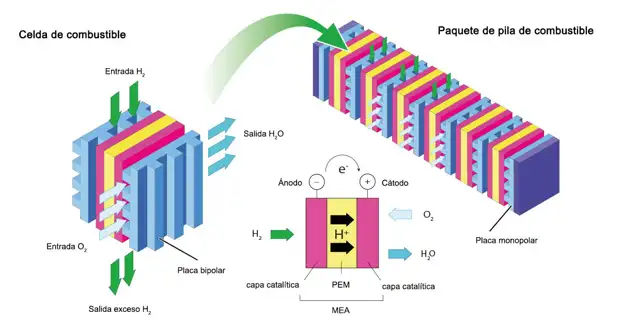 Celda de combustible
Paquete de pila de combustible
Entrada H₂
Salida H₂O
Entrada O₂
Placa bipolar
Salida exceso H₂
Ánodo
e⁻
Cátodo
−
+
H₂
H⁺
O₂
H₂O
capa catalítica
PEM
capa catalítica
MEA
Placa monopolar